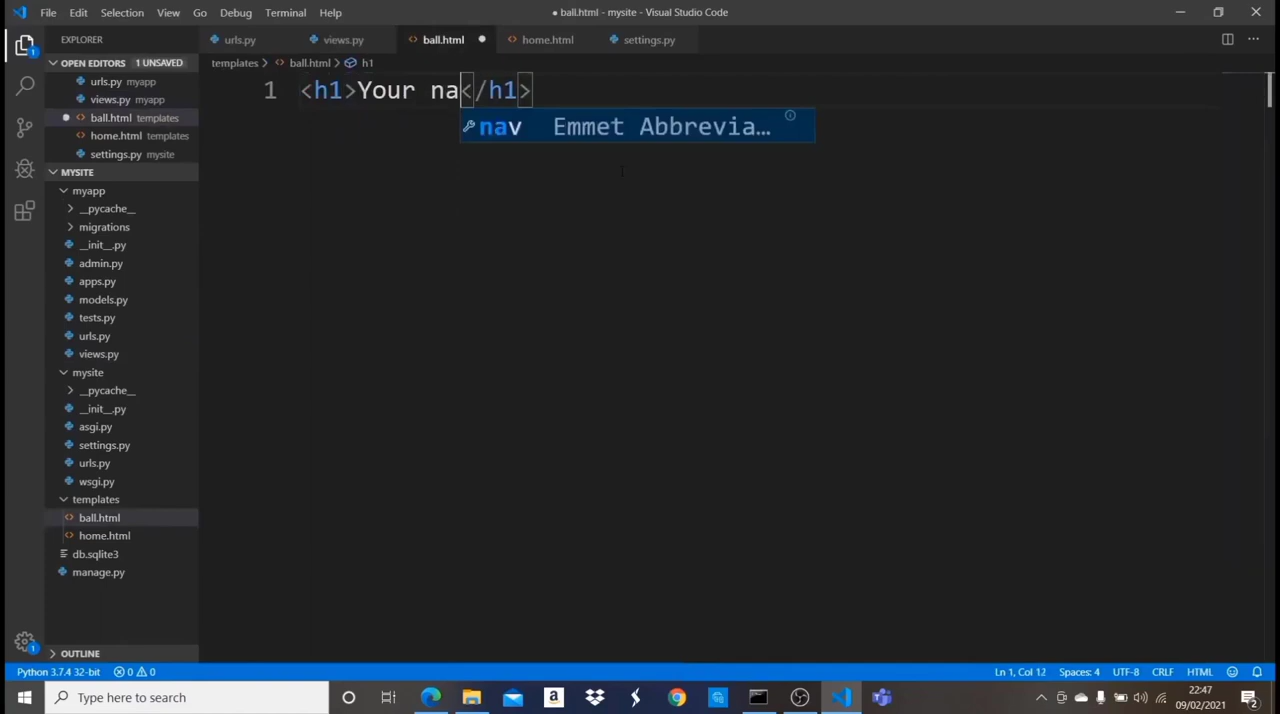 File Edit Selection View Go Debug Terminal Help
● ball.html - mysite - Visual Studio Code
EXPLORER
urls.py views.py ball.html home.html settings.py
OPEN EDITORS 1 UNSAVED
templates > ball.html > h1
urls.py myapp
views.py myapp
ball.html templates
home.html templates
settings.py mysite
1 <h1>Your na</h1>
nav Emmet Abbrevia…
MYSITE
myapp
__pycache__
migrations
__init__.py
admin.py
apps.py
models.py
tests.py
urls.py
views.py
mysite
__pycache__
__init__.py
asgi.py
settings.py
urls.py
wsgi.py
templates
ball.html
home.html
db.sqlite3
manage.py
OUTLINE
1
1
Python 3.7.4 32-bit 0 0 Ln 1, Col 12 Spaces: 4 UTF-8 CRLF HTML
Type here to search
22:47
09/02/2021
2